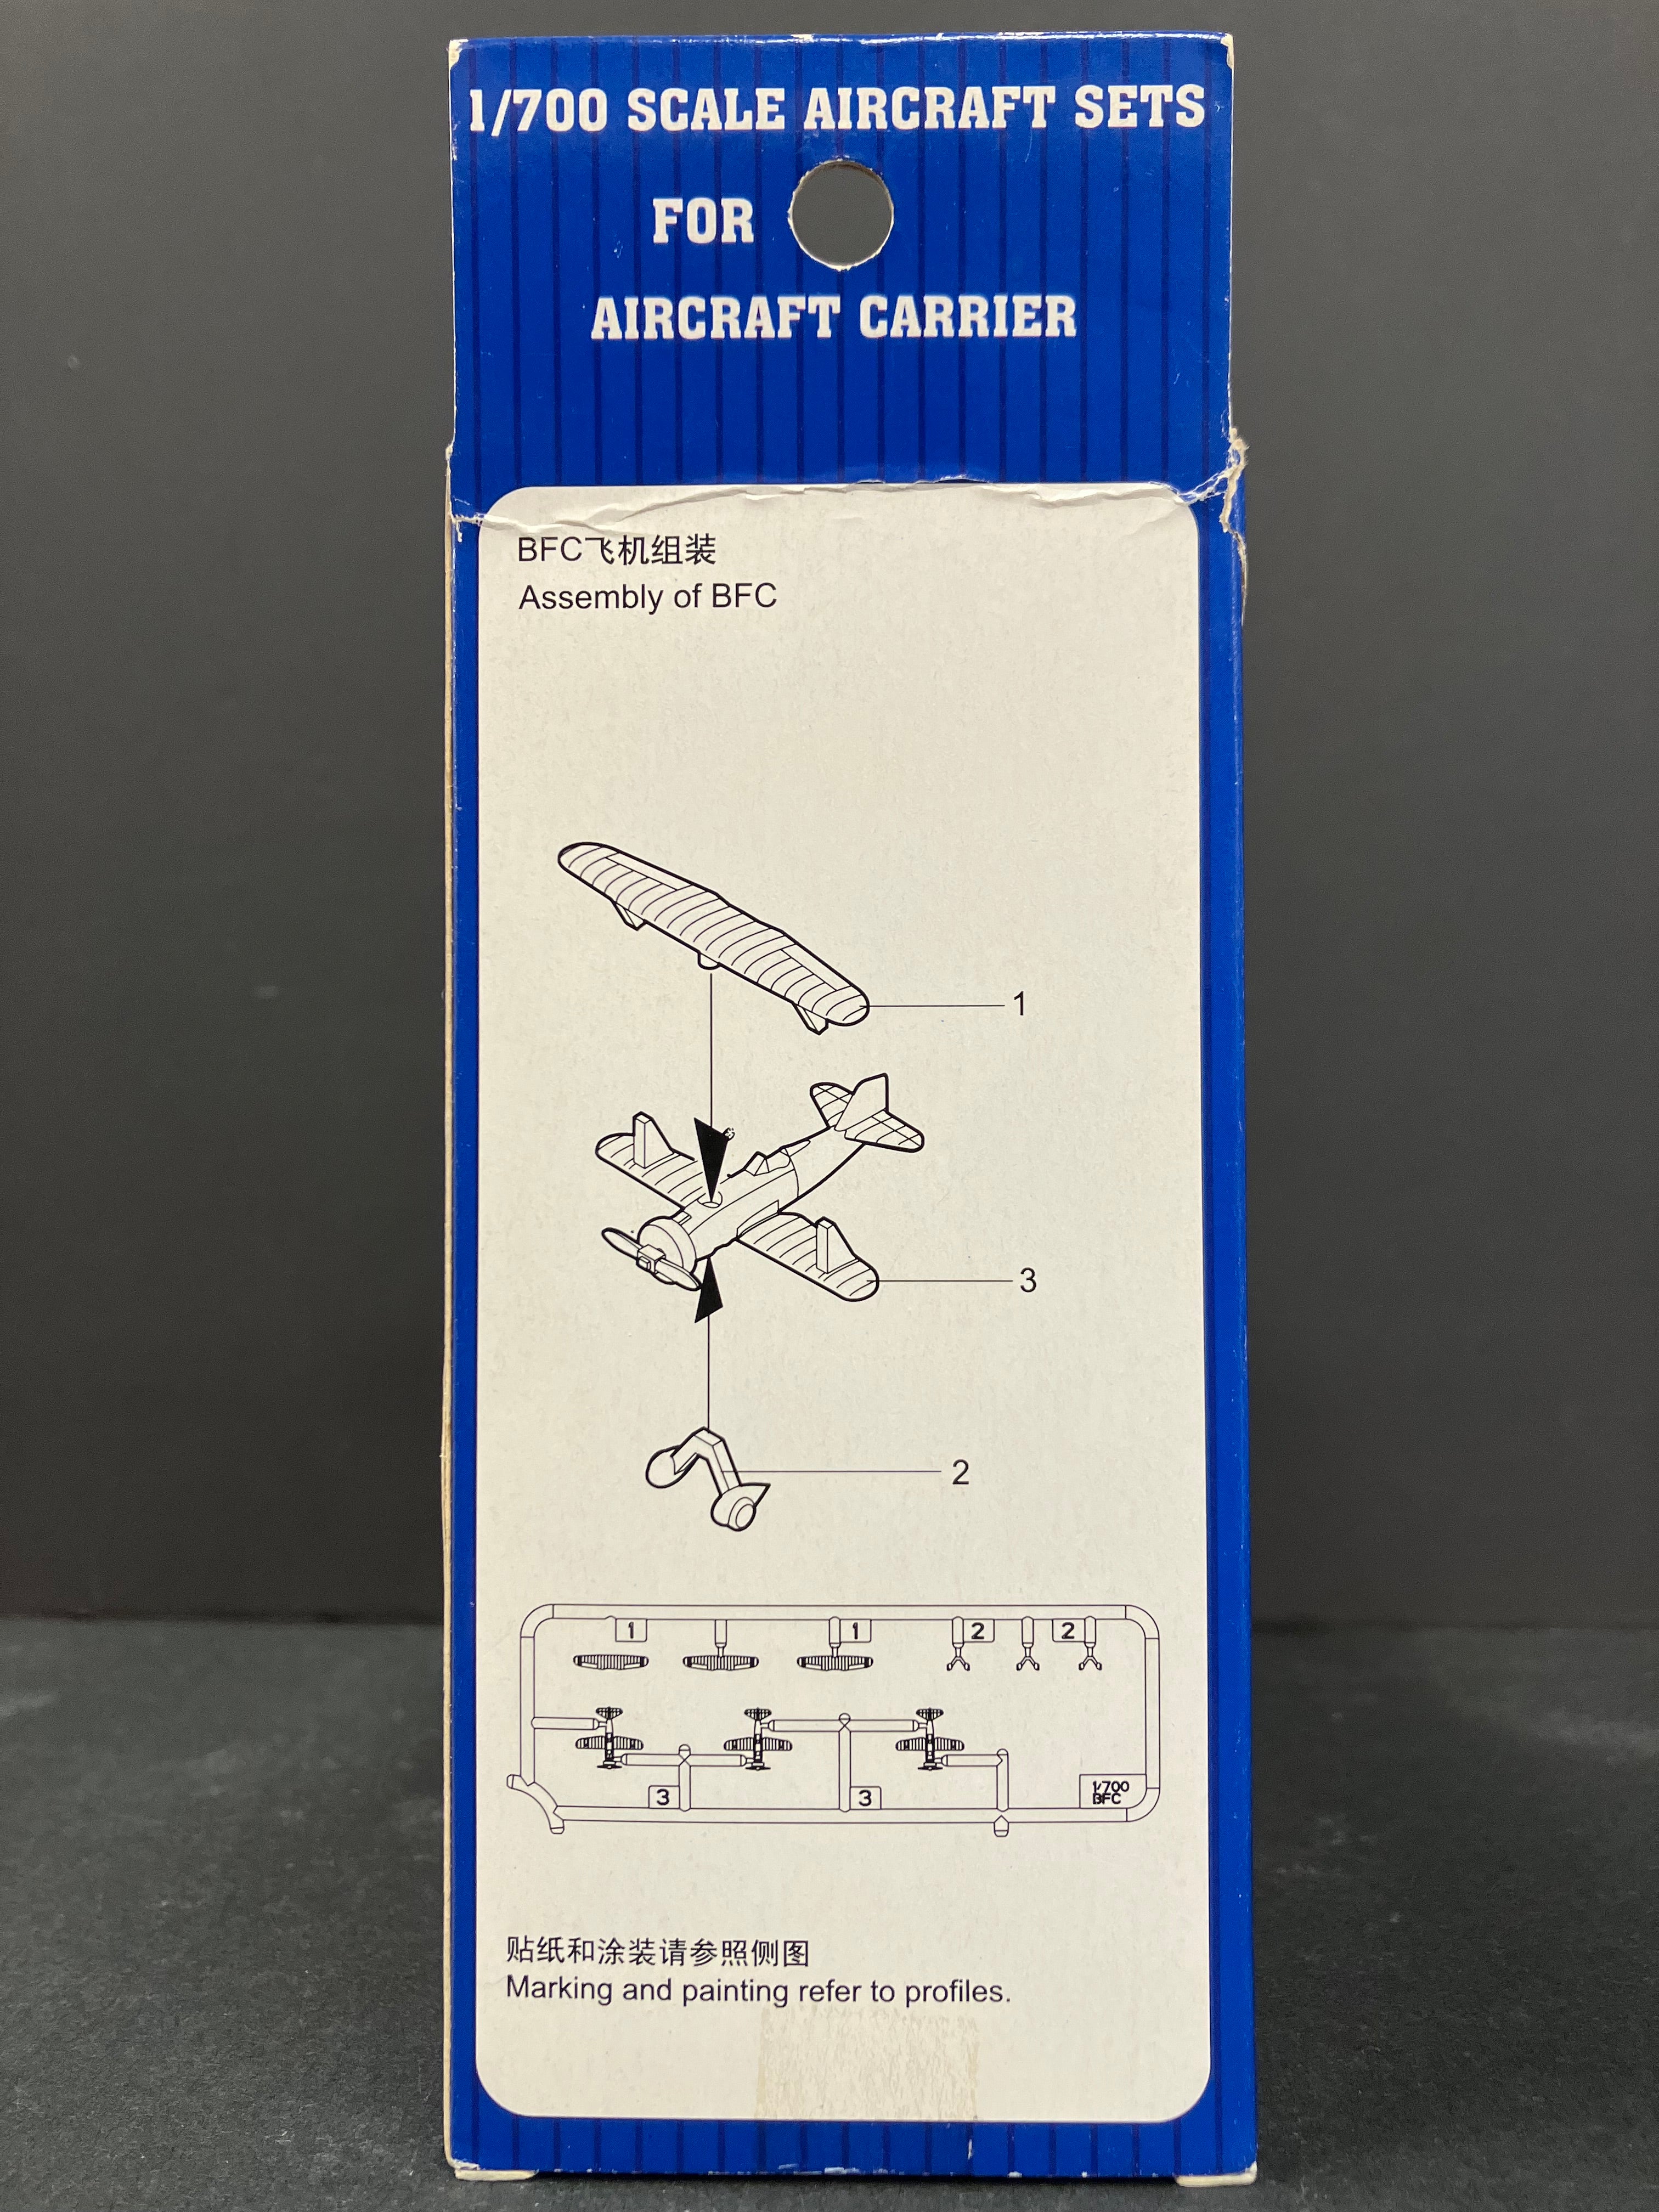 1/700 SCALE AIRCRAFT SETS
FOR
AIRCRAFT CARRIER
BFC飞机组装
Assembly of BFC
1
3
2
1 1 2 2
3 3
1/700
BFC
贴纸和涂装请参照侧图
Marking and painting refer to profiles.